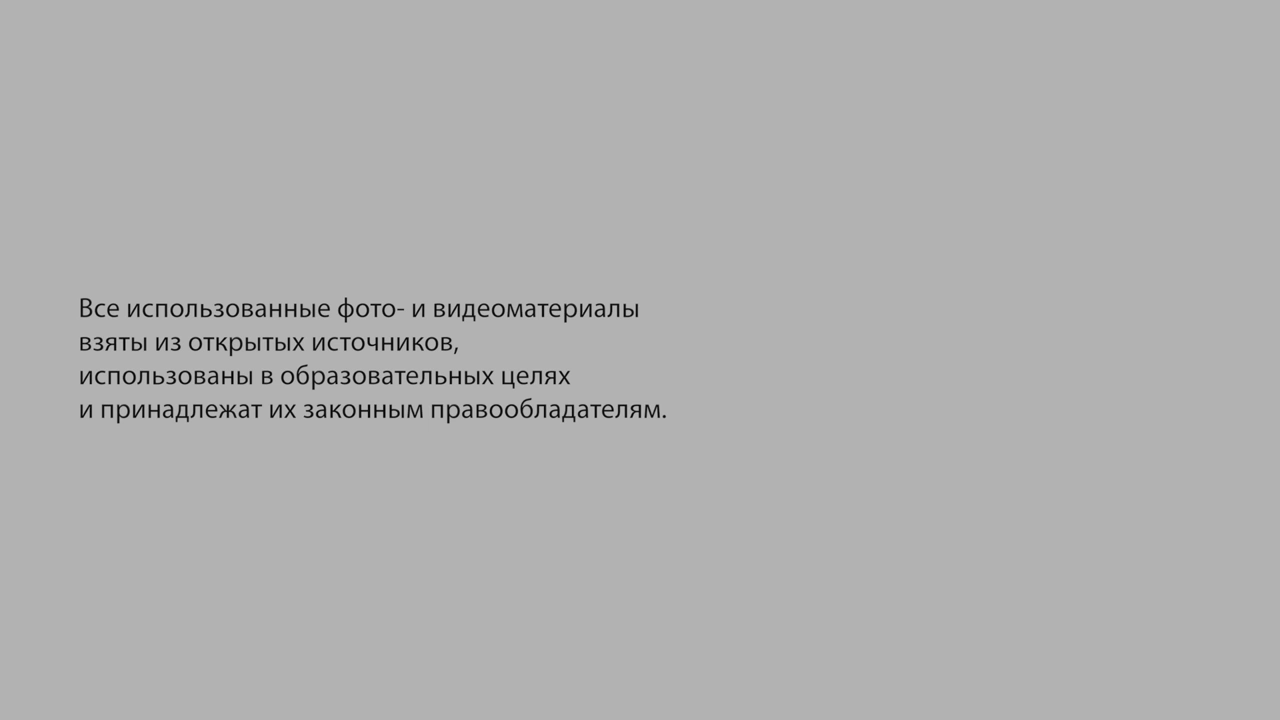 Все использованные фото- и видеоматериалы
взяты из открытых источников,
использованы в образовательных целях
и принадлежат их законным правообладателям.